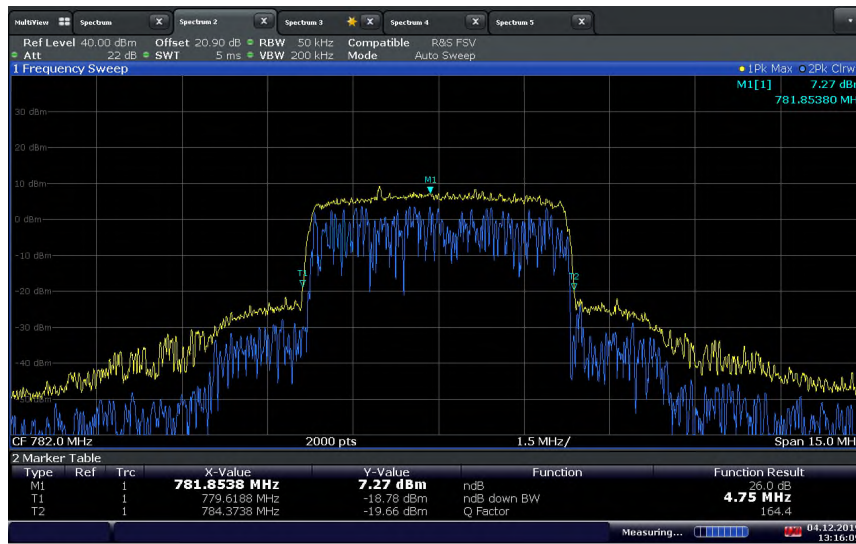 MultiView Spectrum X Spectrum 2 X Spectrum 3 X Spectrum 4 X Spectrum 5 X
Ref Level 40.00 dBm Offset 20.90 dB RBW 50 kHz Compatible R&S FSV
Att 22 dB SWT 5 ms VBW 200 kHz Mode Auto Sweep
1 Frequency Sweep 1Pk Max 2Pk Clrw
M1[1] 7.27 dBm
781.85380 MH
30 dBm
20 dBm
10 dBm
M1
0 dBm
-10 dBm
T1 T2
-20 dBm
-30 dBm
-40 dBm
CF 782.0 MHz 2000 pts 1.5 MHz/ Span 15.0 MH
2 Marker Table
Type Ref Trc X-Value Y-Value Function Function Result
M1 1 781.8538 MHz 7.27 dBm ndB 26.0 dB
T1 1 779.6188 MHz -18.78 dBm ndB down BW 4.75 MHz
T2 1 784.3738 MHz -19.66 dBm Q Factor 164.4
Measuring... 04.12.201
13:16:0